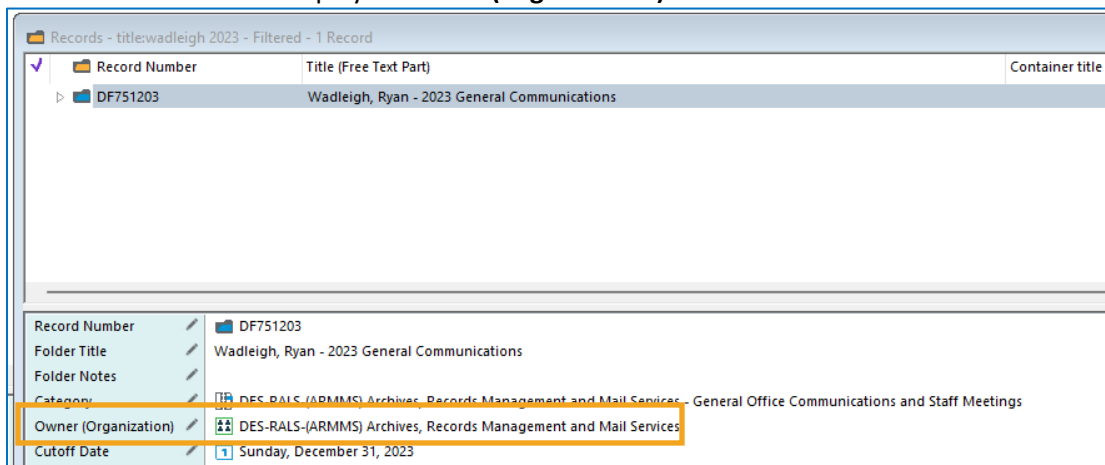 Records - title:wadleigh 2023 - Filtered - 1 Record
Record Number Title (Free Text Part) Container title
DF751203 Wadleigh, Ryan - 2023 General Communications
Record Number DF751203
Folder Title Wadleigh, Ryan - 2023 General Communications
Folder Notes
Category DES-RALS-(ARMMS) Archives, Records Management and Mail Services - General Office Communications and Staff Meetings
Owner (Organization) DES-RALS-(ARMMS) Archives, Records Management and Mail Services
Cutoff Date 1 Sunday, December 31, 2023